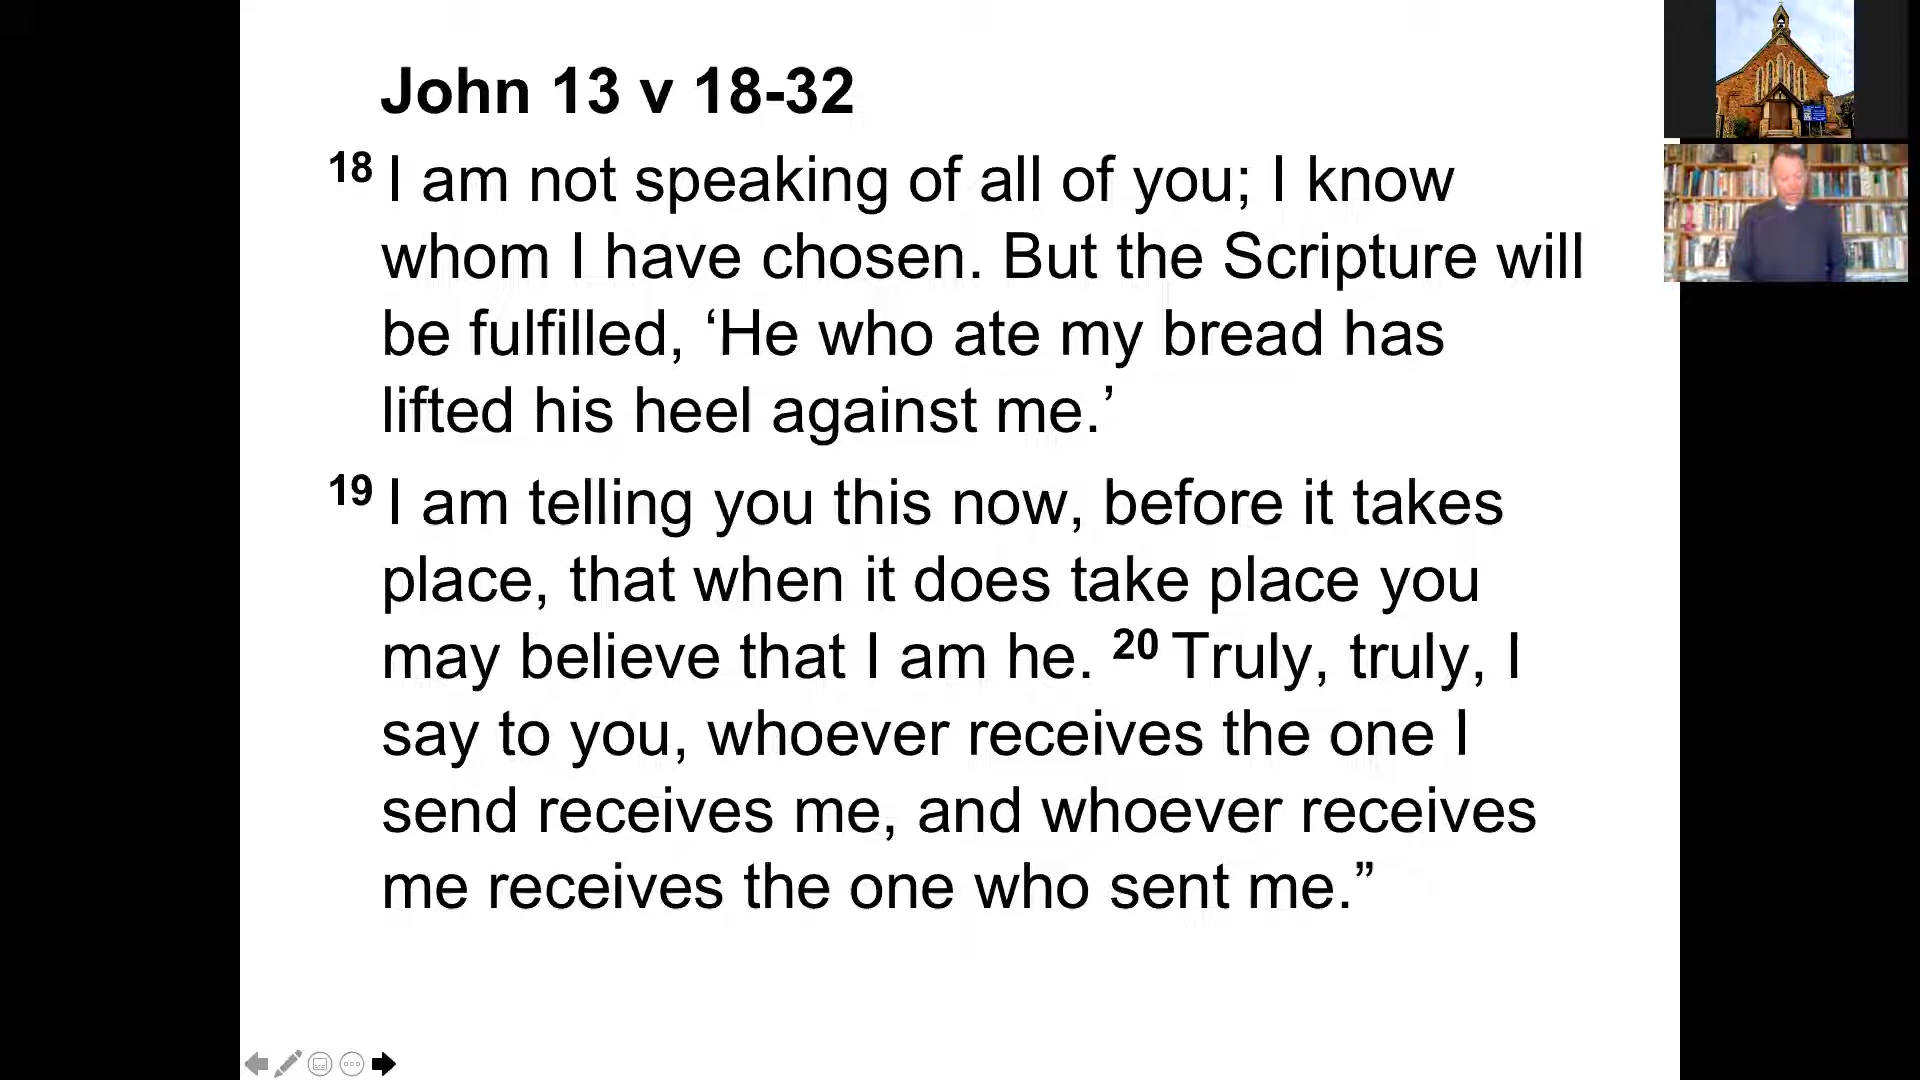 John 13 v 18-32
18 I am not speaking of all of you; I know
whom I have chosen. But the Scripture will
be fulfilled, ‘He who ate my bread has
lifted his heel against me.’
19 I am telling you this now, before it takes
place, that when it does take place you
may believe that I am he. 20 Truly, truly, I
say to you, whoever receives the one I
send receives me, and whoever receives
me receives the one who sent me.”